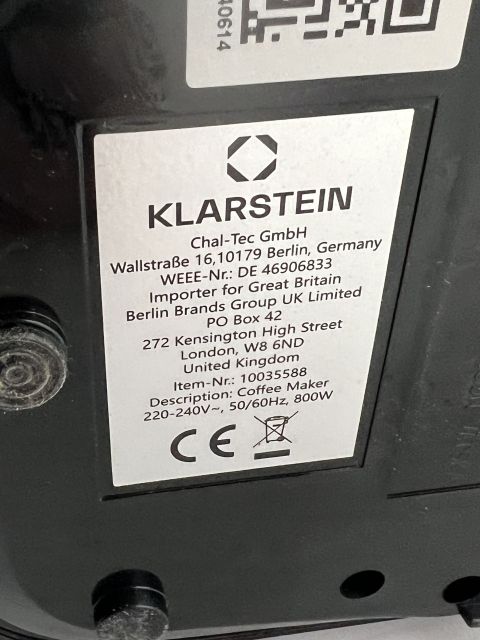 40614
KLARSTEIN
Chal-Tec GmbH
Wallstraße 16,10179 Berlin, Germany
WEEE-Nr.: DE 46906833
Importer for Great Britain
Berlin Brands Group UK Limited
PO Box 42
272 Kensington High Street
London, W8 6ND
United Kingdom
Item-Nr.: 10035588
Description: Coffee Maker
220-240V~, 50/60Hz, 800W
CE